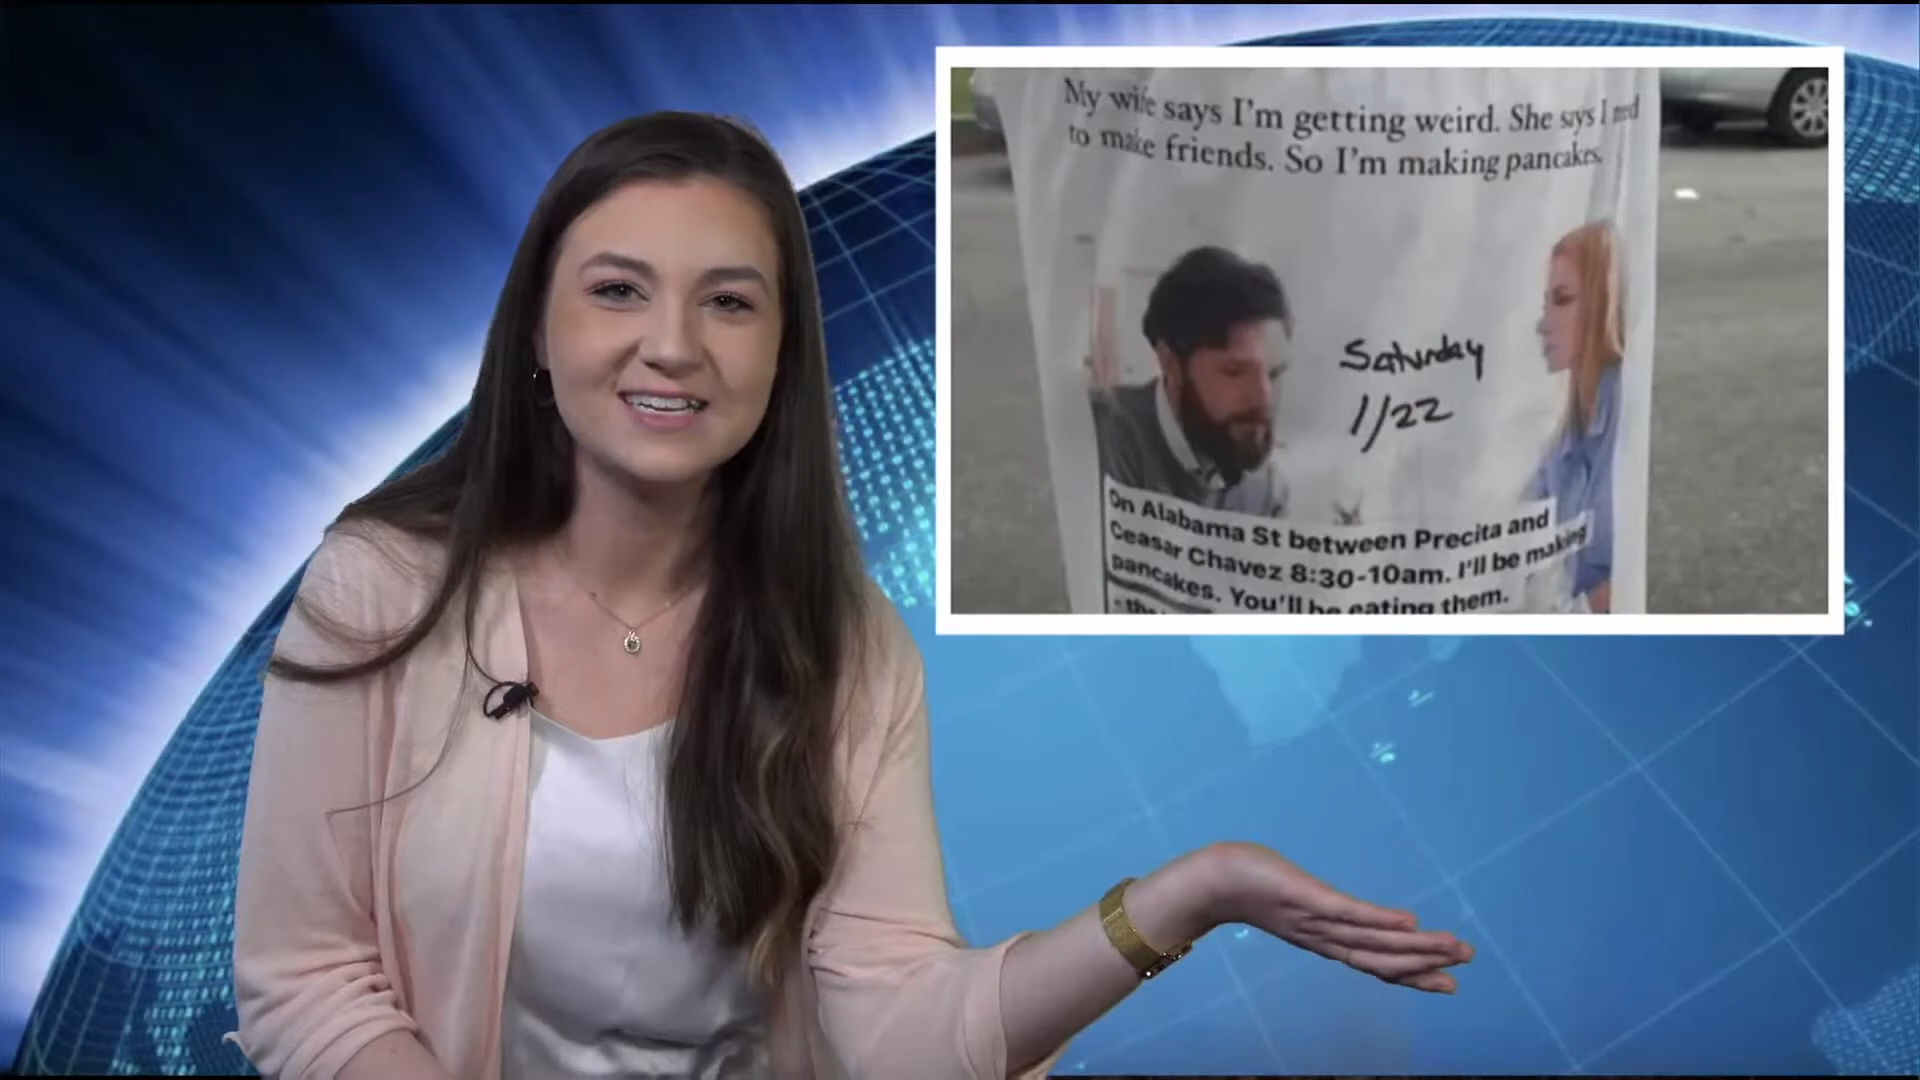 My wife says I'm getting weird. She says I need
to make friends. So I'm making pancakes.
Saturday
1/22
On Alabama St between Precita and
Ceasar Chavez 8:30-10am. I'll be making
pancakes. You'll be eating them.